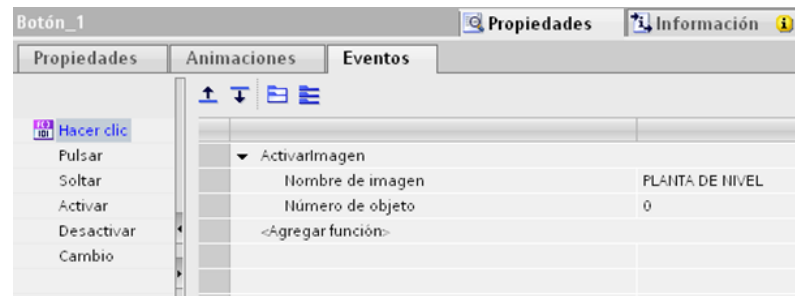 Botón_1 Propiedades Información
Propiedades Animaciones Eventos
Hacer clic
Pulsar ActivarImagen
Soltar Nombre de imagen PLANTA DE NIVEL
Activar Número de objeto 0
Desactivar <Agregar función>
Cambio